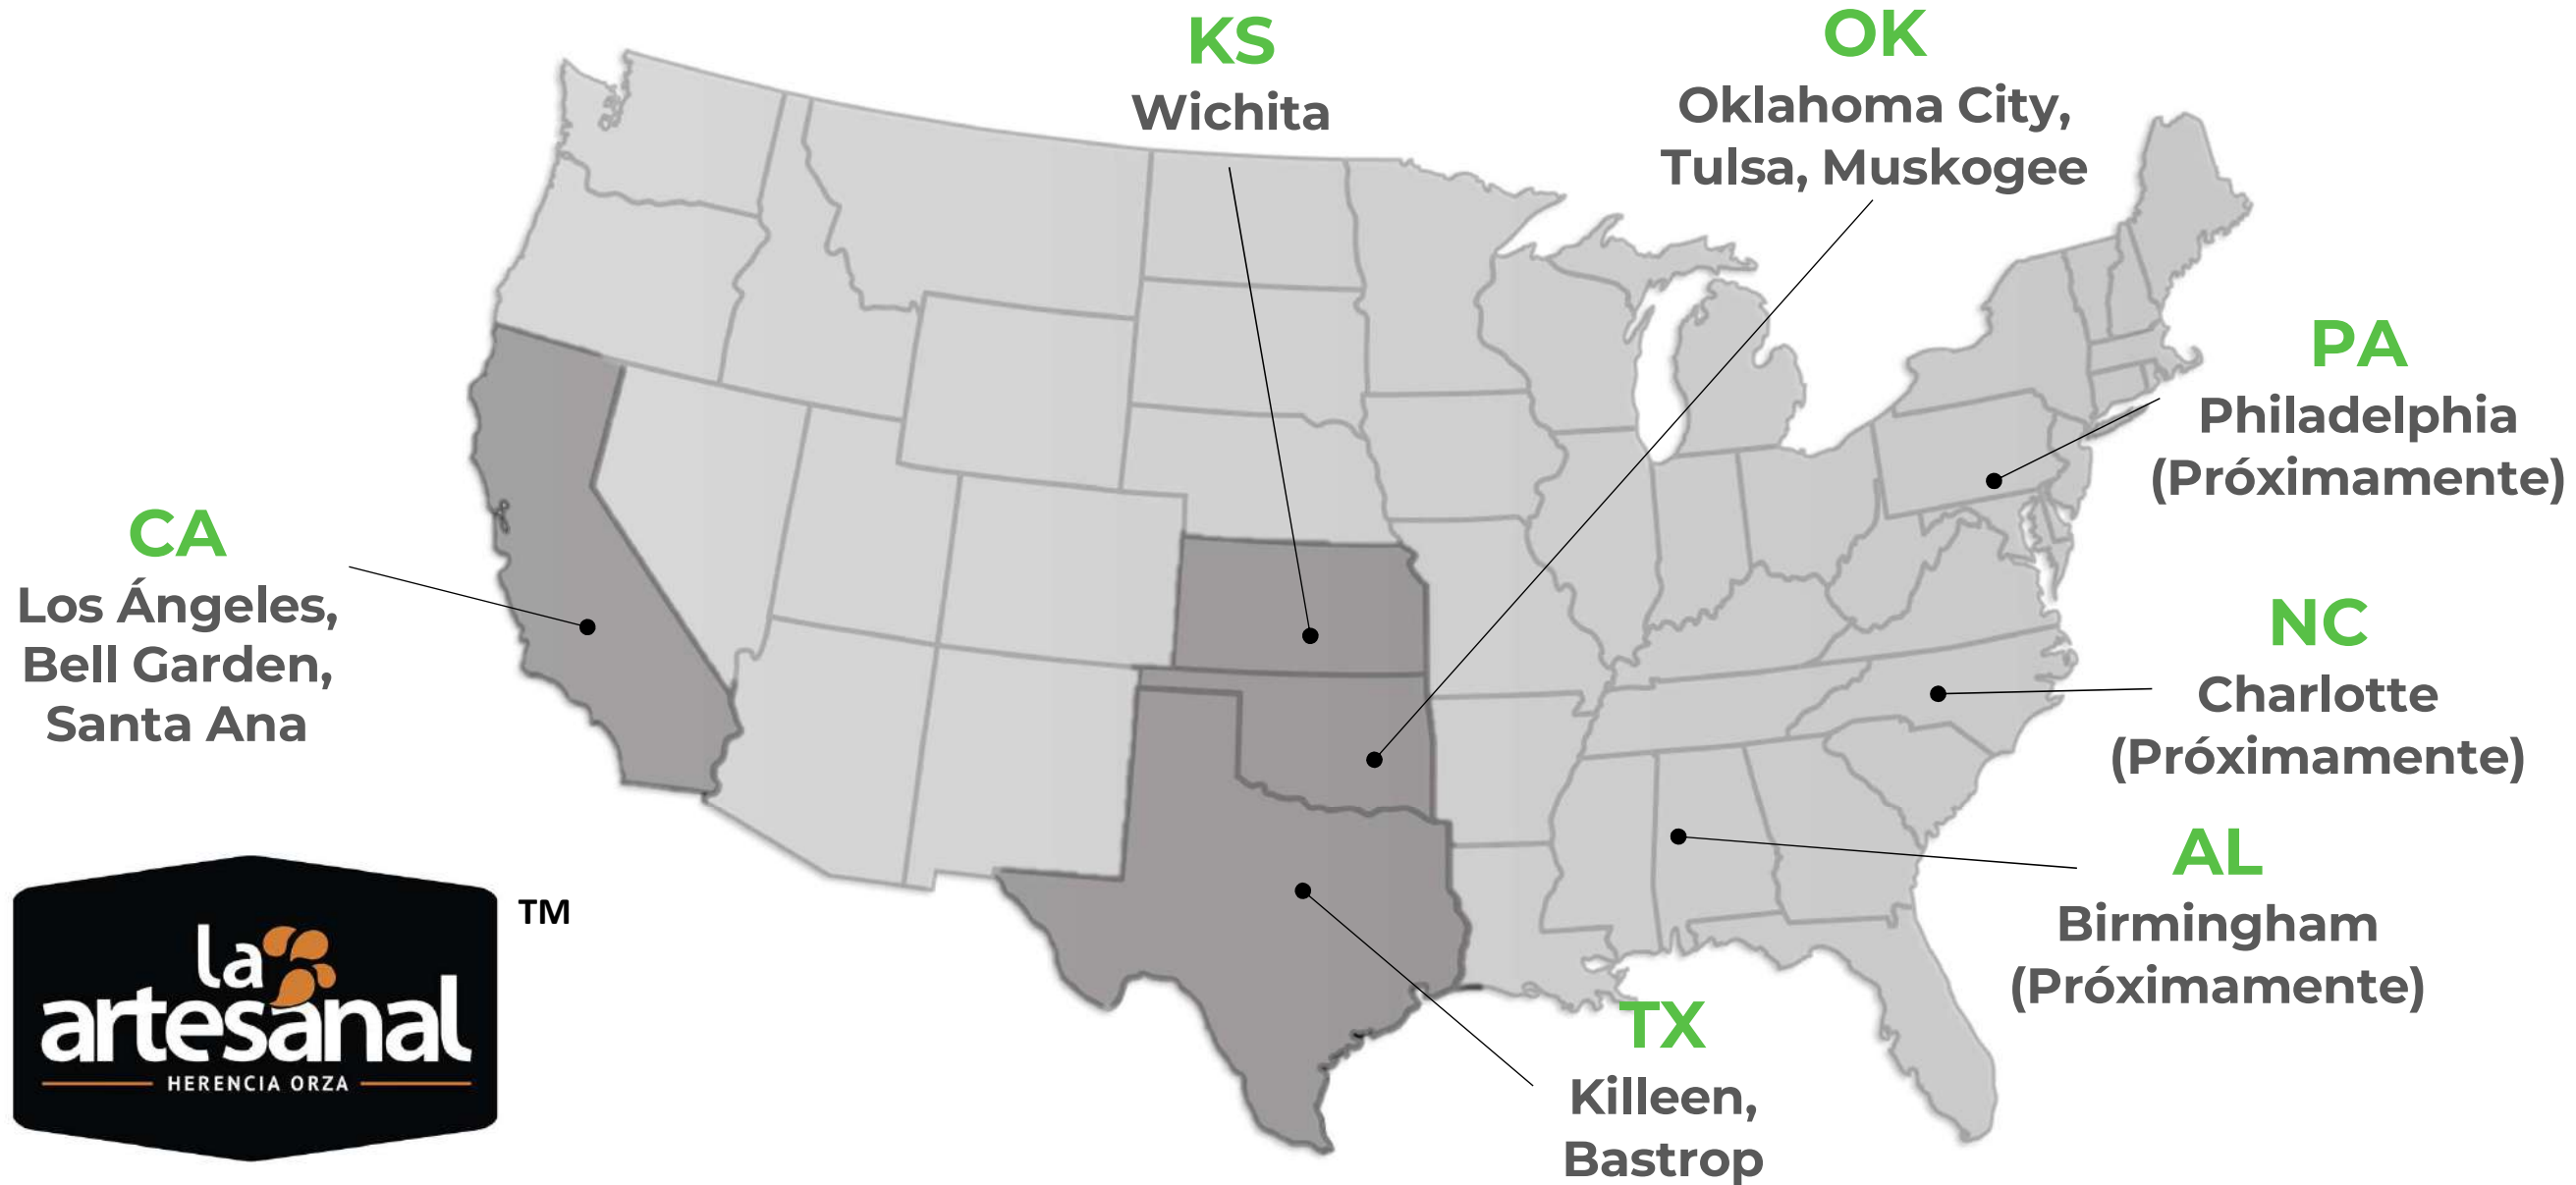 KS
Wichita
OK
Oklahoma City,
Tulsa, Muskogee
PA
Philadelphia
(Próximamente)
CA
Los Ángeles,
Bell Garden,
Santa Ana
NC
Charlotte
(Próximamente)
AL
Birmingham
(Próximamente)
TX
Killeen,
Bastrop
la
artesanal
HERENCIA ORZA
TM